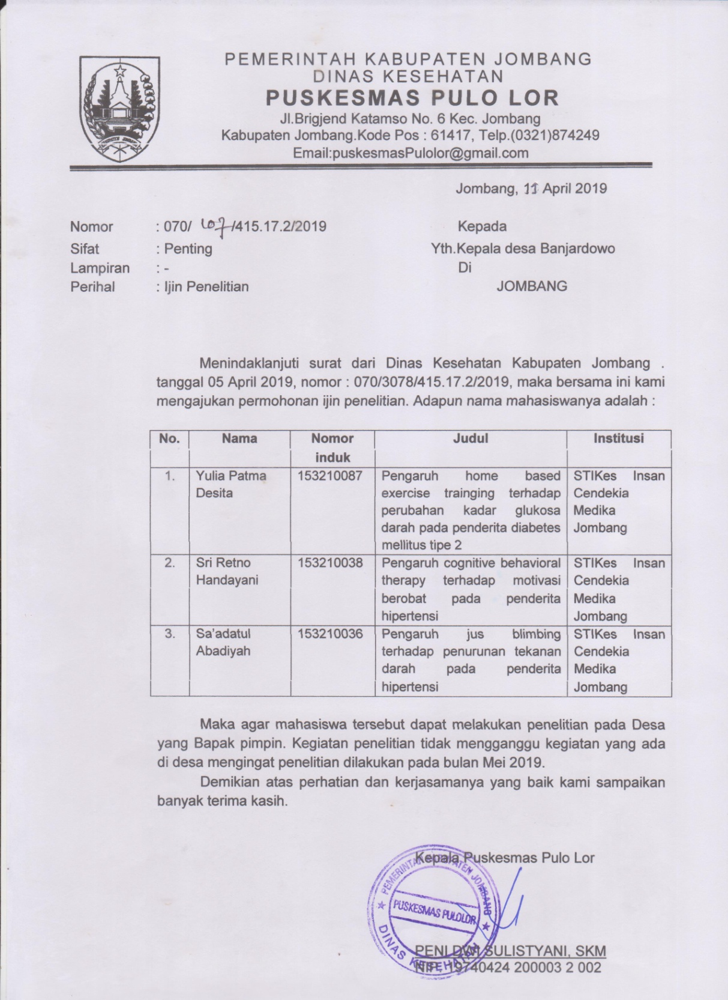 PEMERINTAH KABUPATEN JOMBANG
DINAS KESEHATAN
PUSKESMAS PULO LOR
Jl.Brigjend Katamso No. 6 Kec. Jombang
Kabupaten Jombang.Kode Pos : 61417, Telp.(0321)874249
Email:puskesmasPulolor@gmail.com
Jombang, 11 April 2019
Nomor : 070/ 107/415.17.2/2019
Sifat : Penting
Lampiran : -
Perihal : Ijin Penelitian
Kepada
Yth.Kepala desa Banjardowo
Di
JOMBANG
Menindaklanjuti surat dari Dinas Kesehatan Kabupaten Jombang .
tanggal 05 April 2019, nomor : 070/3078/415.17.2/2019, maka bersama ini kami
mengajukan permohonan ijin penelitian. Adapun nama mahasiswanya adalah :
No. Nama Nomor induk Judul Institusi
1. Yulia Patma 153210087 Pengaruh home based STIKes Insan
Desita exercise trainging terhadap Cendekia
perubahan kadar glukosa Medika
darah pada penderita diabetes Jombang
mellitus tipe 2
2. Sri Retno 153210038 Pengaruh cognitive behavioral STIKes Insan
Handayani therapy terhadap motivasi Cendekia
berobat pada penderita Medika
hipertensi Jombang
3. Sa'adatul 153210036 Pengaruh jus blimbing STIKes Insan
Abadiyah terhadap penurunan tekanan Cendekia
darah pada penderita Medika
hipertensi Jombang
Maka agar mahasiswa tersebut dapat melakukan penelitian pada Desa
yang Bapak pimpin. Kegiatan penelitian tidak mengganggu kegiatan yang ada
di desa mengingat penelitian dilakukan pada bulan Mei 2019.
Demikian atas perhatian dan kerjasamanya yang baik kami sampaikan
banyak terima kasih.
Kepala Puskesmas Pulo Lor
PEMERINTAH KABUPATEN JOMBANG
PUSKESMAS PULOLOR
DINAS KESEHATAN
PENI DWI SULISTYANI, SKM
NIP. 19740424 200003 2 002